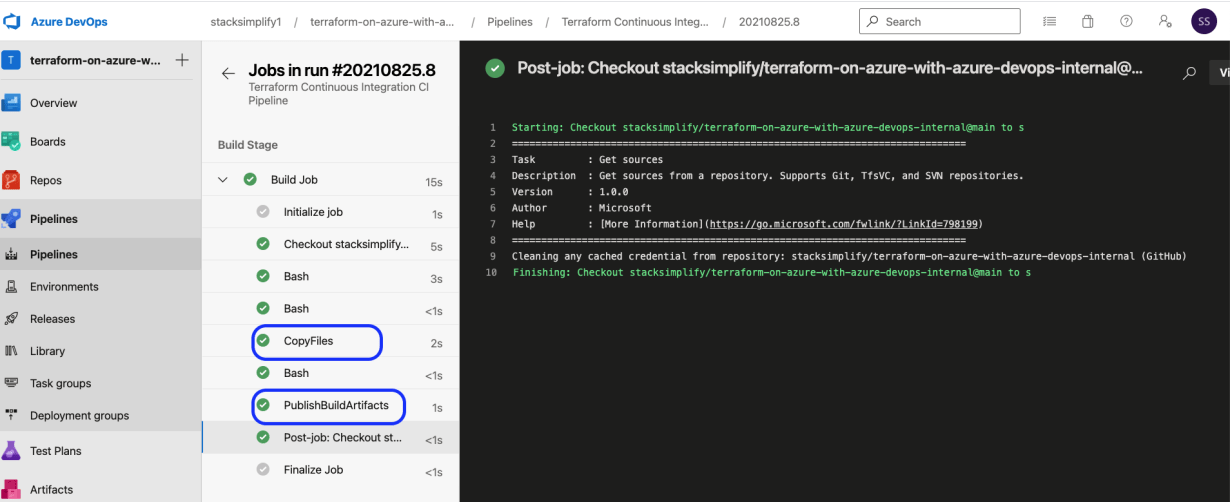 Azure DevOps
stacksimplify1 / terraform-on-azure-with-a... / Pipelines / Terraform Continuous Integ... / 20210825.8
Search
SS
T terraform-on-azure-w...
Overview
Boards
Repos
Pipelines
Pipelines
Environments
Releases
Library
Task groups
Deployment groups
Test Plans
Artifacts
Jobs in run #20210825.8
Terraform Continuous Integration CI
Pipeline
Build Stage
Build Job 15s
Initialize job 1s
Checkout stacksimplify... 5s
Bash 3s
Bash <1s
CopyFiles 2s
Bash <1s
PublishBuildArtifacts 1s
Post-job: Checkout st... <1s
Finalize Job <1s
Post-job: Checkout stacksimplify/terraform-on-azure-with-azure-devops-internal@...
Vi
1 Starting: Checkout stacksimplify/terraform-on-azure-with-azure-devops-internal@main to s
2 ==============================================================================
3 Task : Get sources
4 Description : Get sources from a repository. Supports Git, TfsVC, and SVN repositories.
5 Version : 1.0.0
6 Author : Microsoft
7 Help : [More Information](https://go.microsoft.com/fwlink/?LinkId=798199)
8 ==============================================================================
9 Cleaning any cached credential from repository: stacksimplify/terraform-on-azure-with-azure-devops-internal (GitHub)
10 Finishing: Checkout stacksimplify/terraform-on-azure-with-azure-devops-internal@main to s